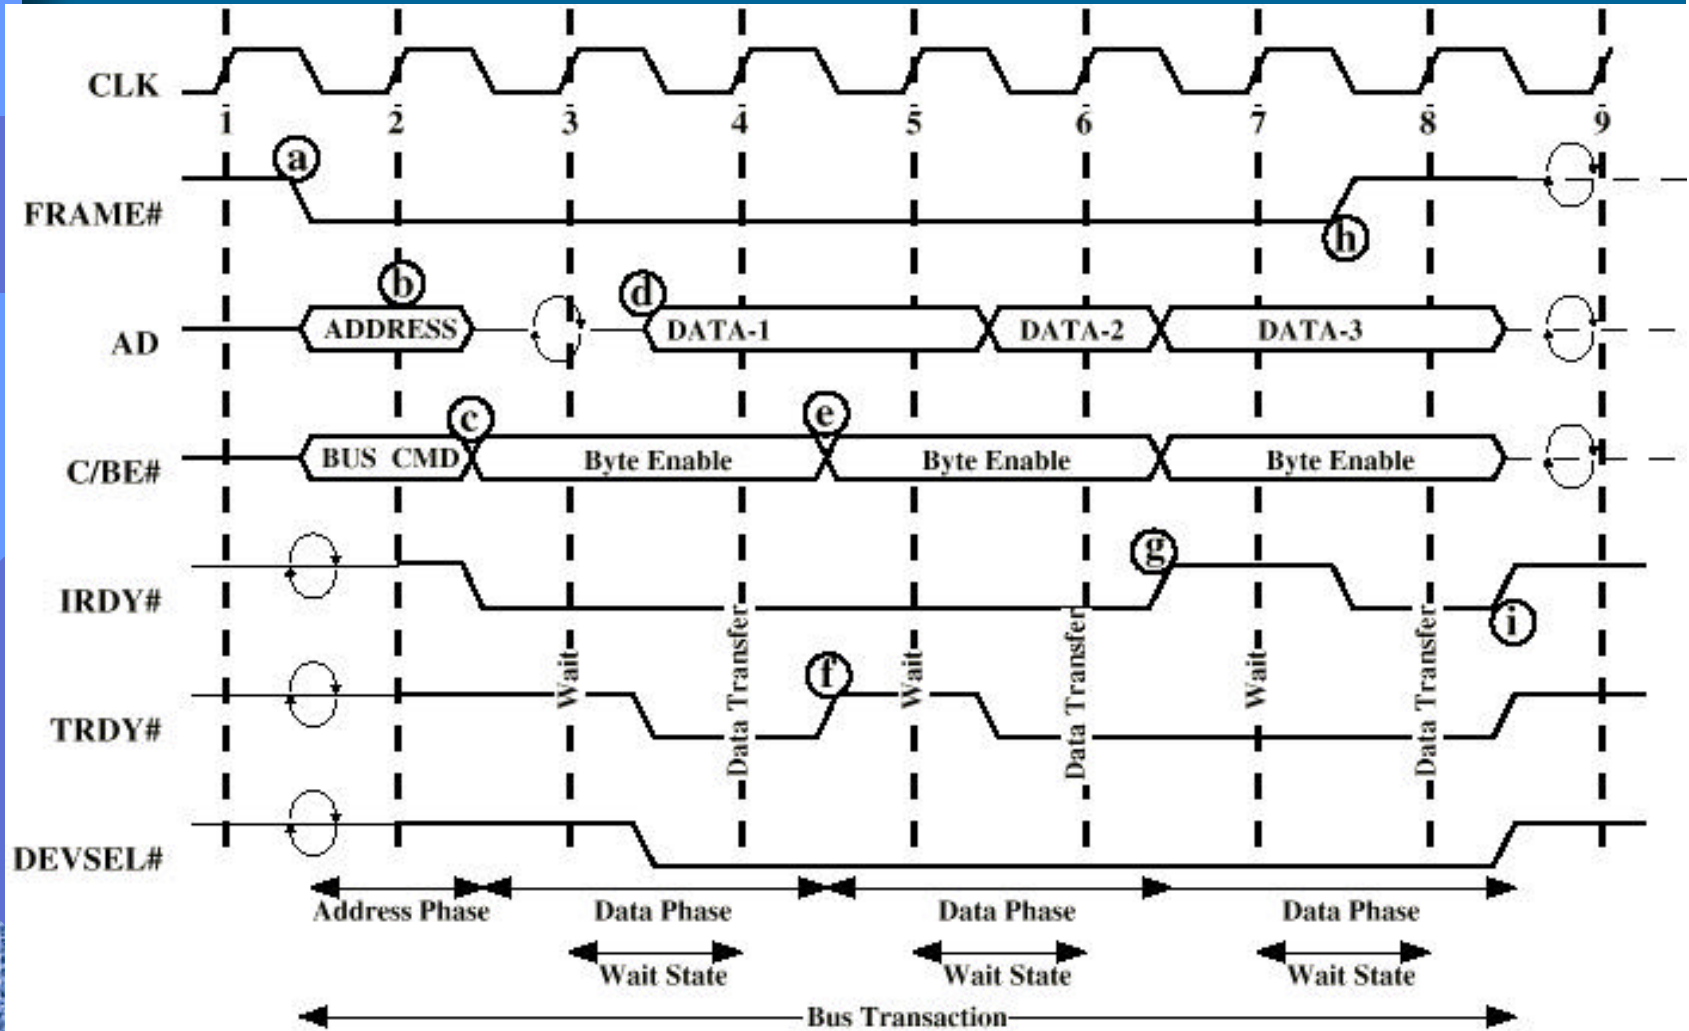 CLK
1 2 3 4 5 6 7 8 9
a
FRAME#
h
b
d
ADDRESS DATA-1 DATA-2 DATA-3
AD
c e
BUS CMD Byte Enable Byte Enable Byte Enable
C/BE#
g
IRDY#
i
Wait Data Transfer Wait Data Transfer Wait Data Transfer
f
TRDY#
DEVSEL#
Address Phase Data Phase Data Phase Data Phase
Wait State Wait State Wait State
Bus Transaction